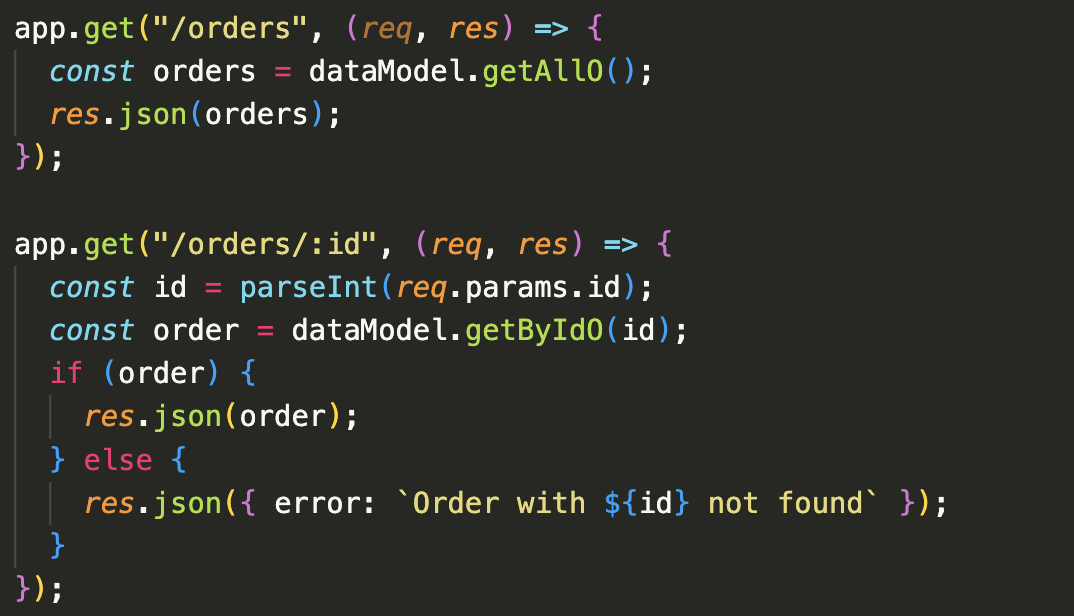 app.get("/orders", (req, res) => {
  const orders = dataModel.getAllO();
  res.json(orders);
});

app.get("/orders/:id", (req, res) => {
  const id = parseInt(req.params.id);
  const order = dataModel.getByIdO(id);
  if (order) {
    res.json(order);
  } else {
    res.json({ error: `Order with ${id} not found` });
  }
});